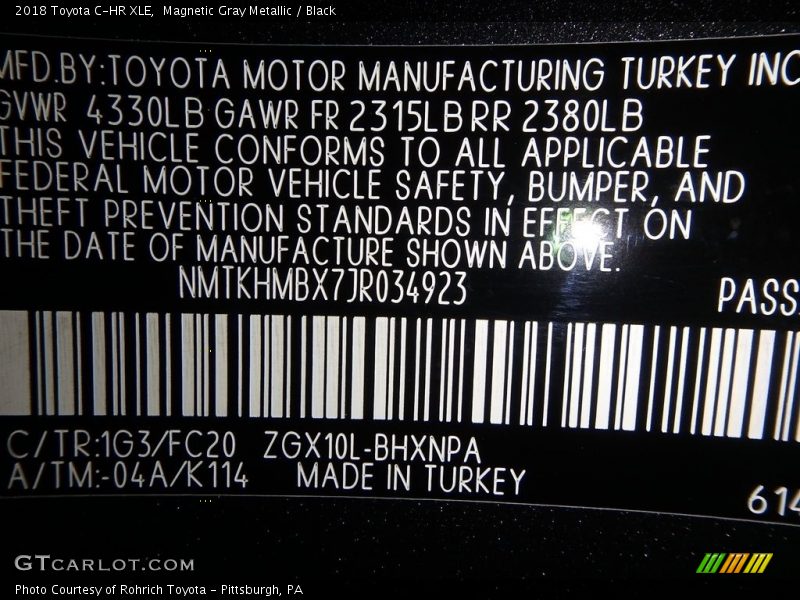 2018 Toyota C-HR XLE,  Magnetic Gray Metallic / Black
MFD.BY:TOYOTA MOTOR MANUFACTURING TURKEY INC
GVWR 4330LB GAWR FR 2315LB RR 2380LB
THIS VEHICLE CONFORMS TO ALL APPLICABLE
FEDERAL MOTOR VEHICLE SAFETY, BUMPER, AND
THEFT PREVENTION STANDARDS IN EFFECT ON
THE DATE OF MANUFACTURE SHOWN ABOVE.
NMTKHMBX7JR034923
PASS
C/TR:1G3/FC20 ZGX10L-BHXNPA
A/TM:-04A/K114 MADE IN TURKEY
614
GTCARLOT.COM
Photo Courtesy of Rohrich Toyota - Pittsburgh, PA